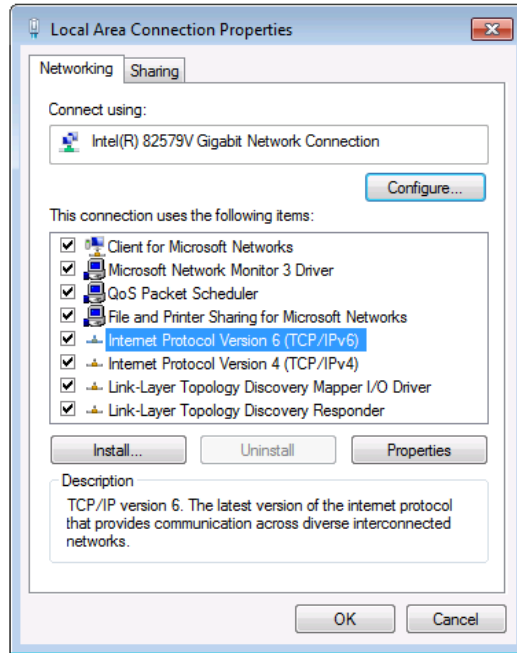 Local Area Connection Properties
Networking
Sharing
Connect using:
Intel(R) 82579V Gigabit Network Connection
Configure...
This connection uses the following items:
Client for Microsoft Networks
Microsoft Network Monitor 3 Driver
QoS Packet Scheduler
File and Printer Sharing for Microsoft Networks
Internet Protocol Version 6 (TCP/IPv6)
Internet Protocol Version 4 (TCP/IPv4)
Link-Layer Topology Discovery Mapper I/O Driver
Link-Layer Topology Discovery Responder
Install...
Uninstall
Properties
Description
TCP/IP version 6. The latest version of the internet protocol
that provides communication across diverse interconnected
networks.
OK
Cancel